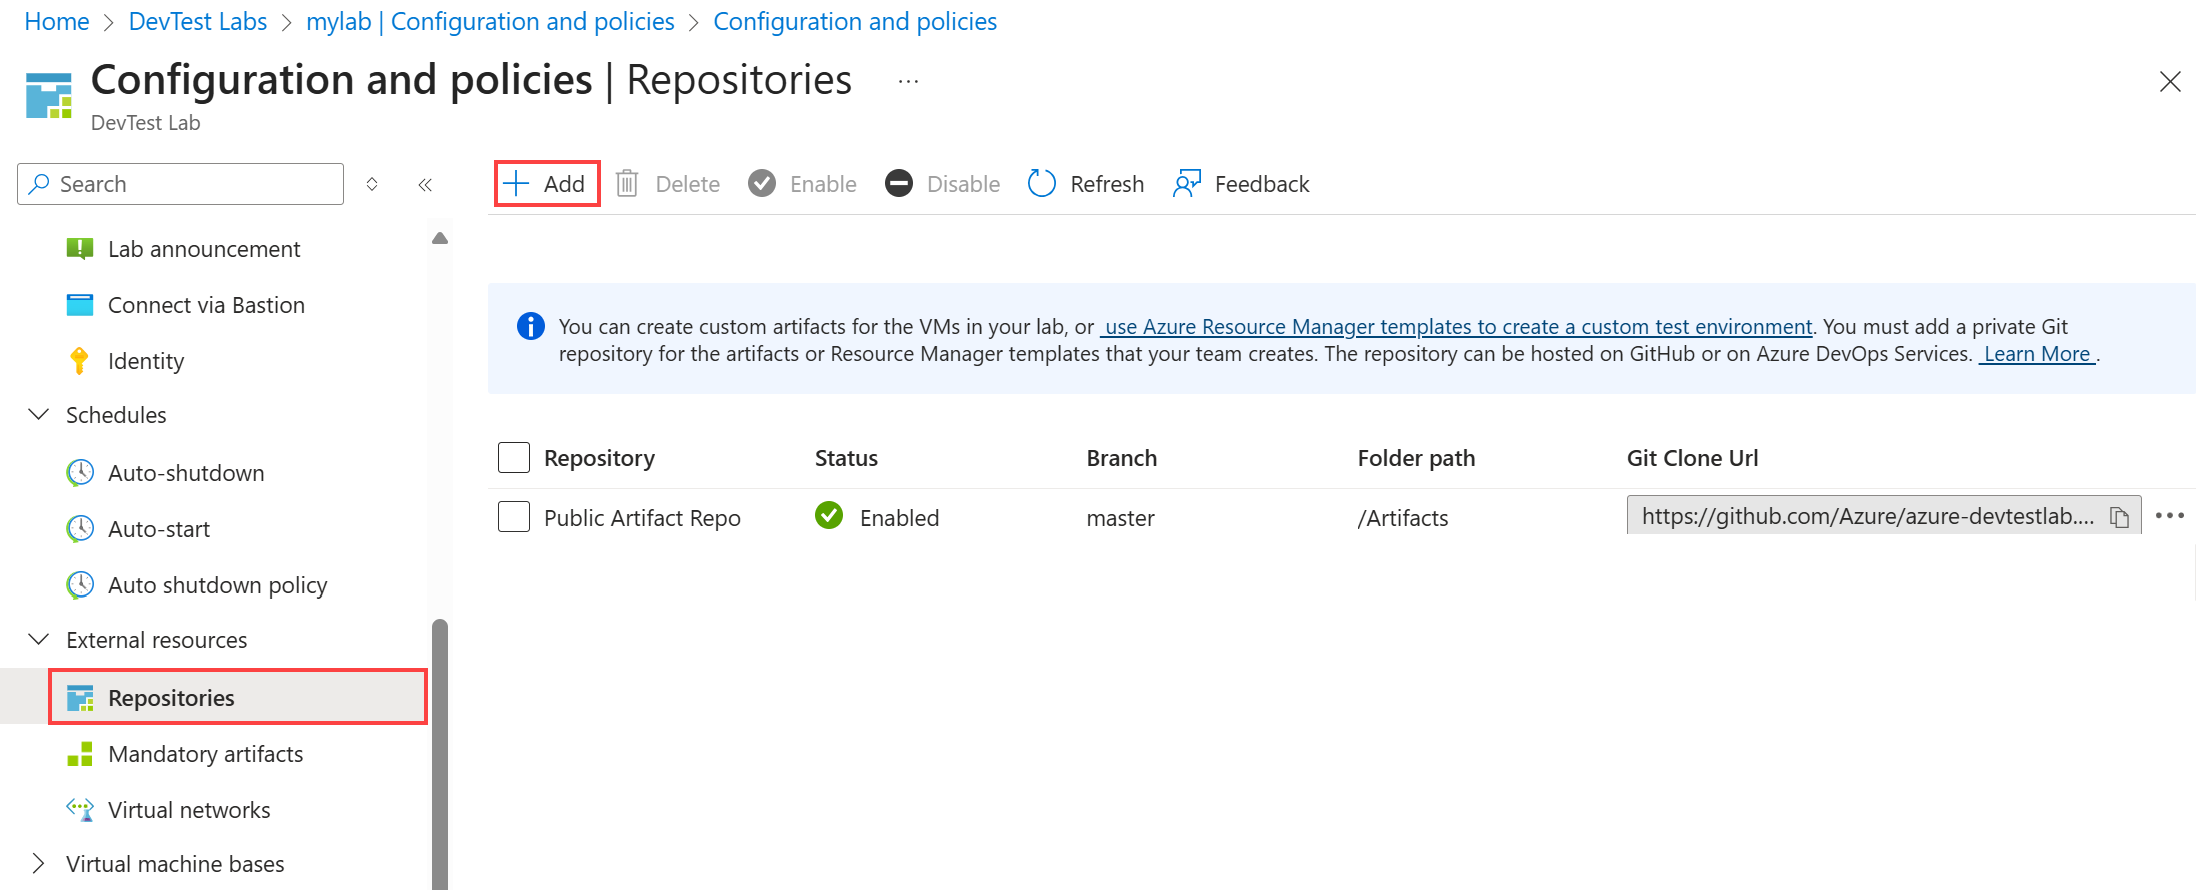 Home > DevTest Labs > mylab | Configuration and policies > Configuration and policies
Configuration and policies | Repositories ...
DevTest Lab
Search
Add Delete Enable Disable Refresh Feedback
Lab announcement
Connect via Bastion
Identity
Schedules
Auto-shutdown
Auto-start
Auto shutdown policy
External resources
Repositories
Mandatory artifacts
Virtual networks
Virtual machine bases
You can create custom artifacts for the VMs in your lab, or use Azure Resource Manager templates to create a custom test environment. You must add a private Git
repository for the artifacts or Resource Manager templates that your team creates. The repository can be hosted on GitHub or on Azure DevOps Services. Learn More .
Repository Status Branch Folder path Git Clone Url
Public Artifact Repo Enabled master /Artifacts https://github.com/Azure/azure-devtestlab....